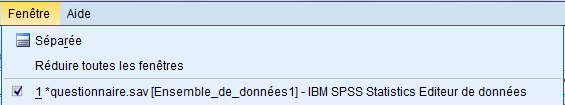 Fenêtre Aide
Séparée
Réduire toutes les fenêtres
1 *questionnaire.sav [Ensemble_de_données1] - IBM SPSS Statistics Editeur de données